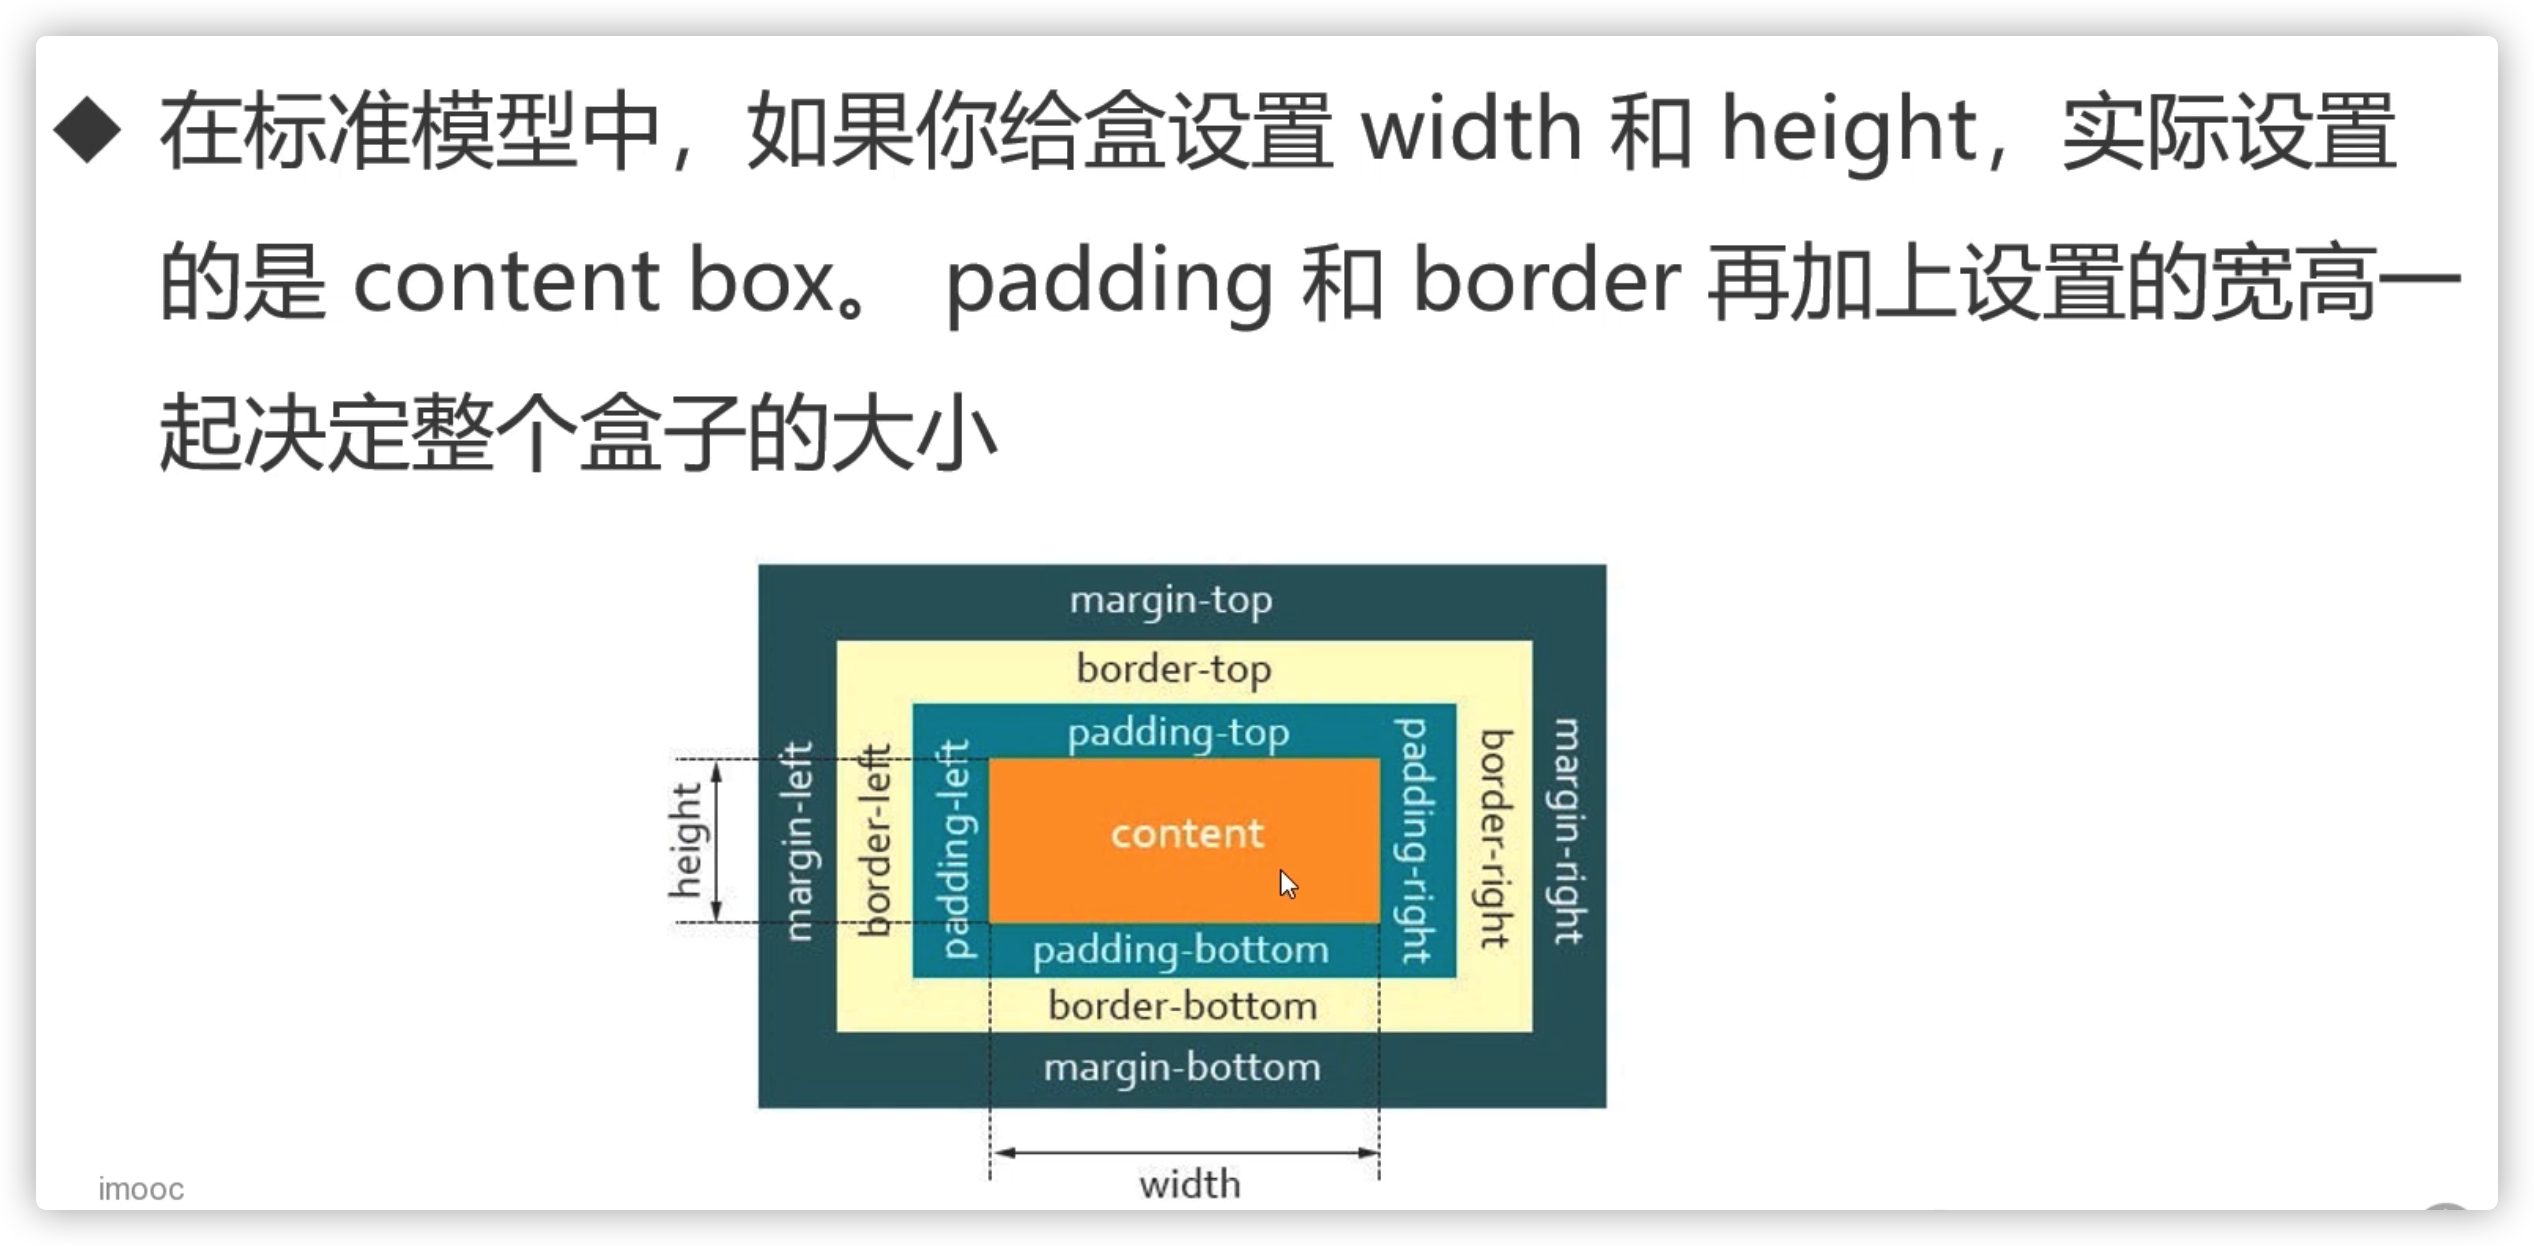 在标准模型中，如果你给盒设置 width 和 height，实际设置
的是 content box。 padding 和 border 再加上设置的宽高一
起决定整个盒子的大小
margin-top
border-top
padding-top
height
margin-left
border-left
padding-left
content
padding-right
border-right
margin-right
padding-bottom
border-bottom
margin-bottom
width
imooc